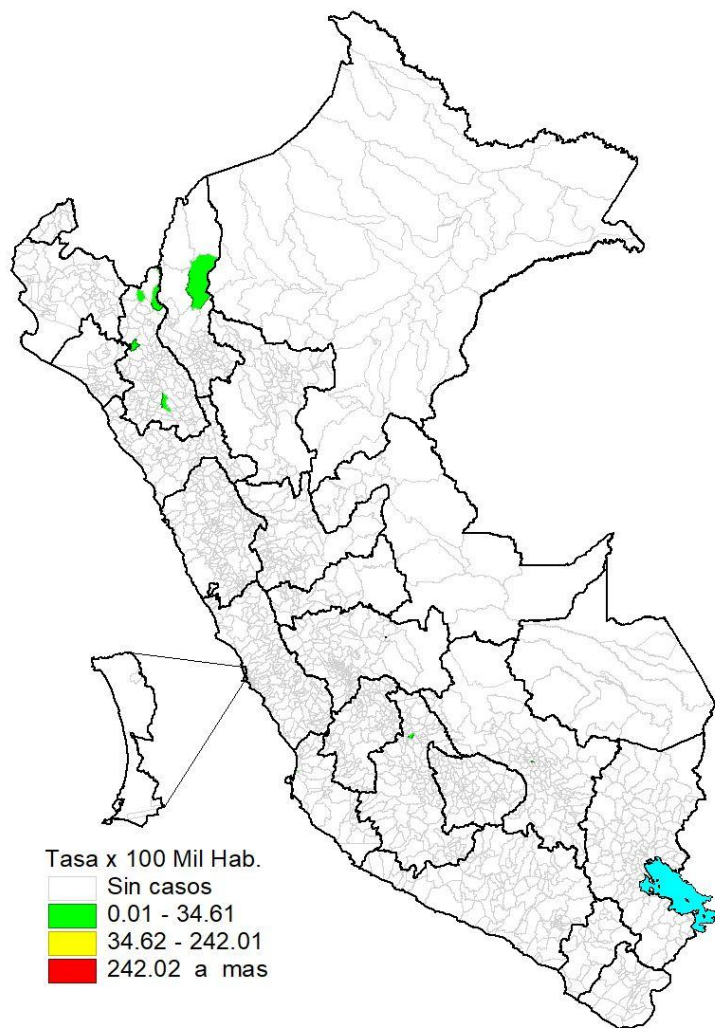 Tasa x 100 Mil Hab.
Sin casos
0.01 - 34.61
34.62 - 242.01
242.02 a mas